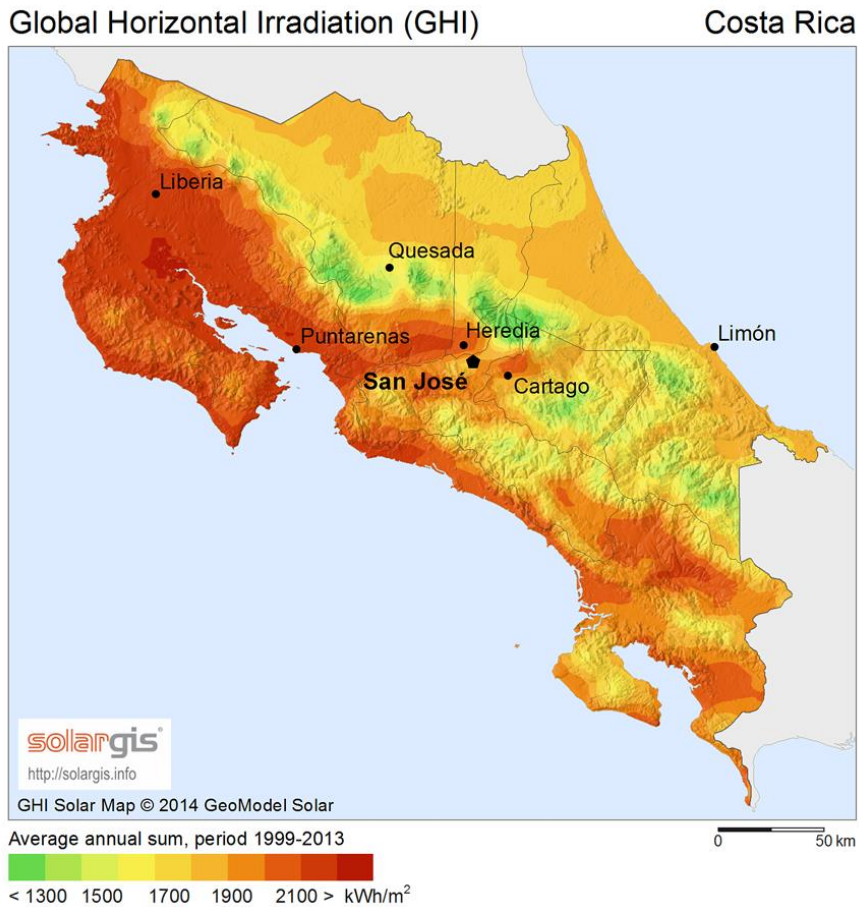 Global Horizontal Irradiation (GHI) Costa Rica
Liberia
Quesada
Puntarenas
Heredia
Limón
San José
Cartago
solargis®
http://solargis.info
GHI Solar Map © 2014 GeoModel Solar
Average annual sum, period 1999-2013
0 50 km
< 1300 1500 1700 1900 2100 > kWh/m²